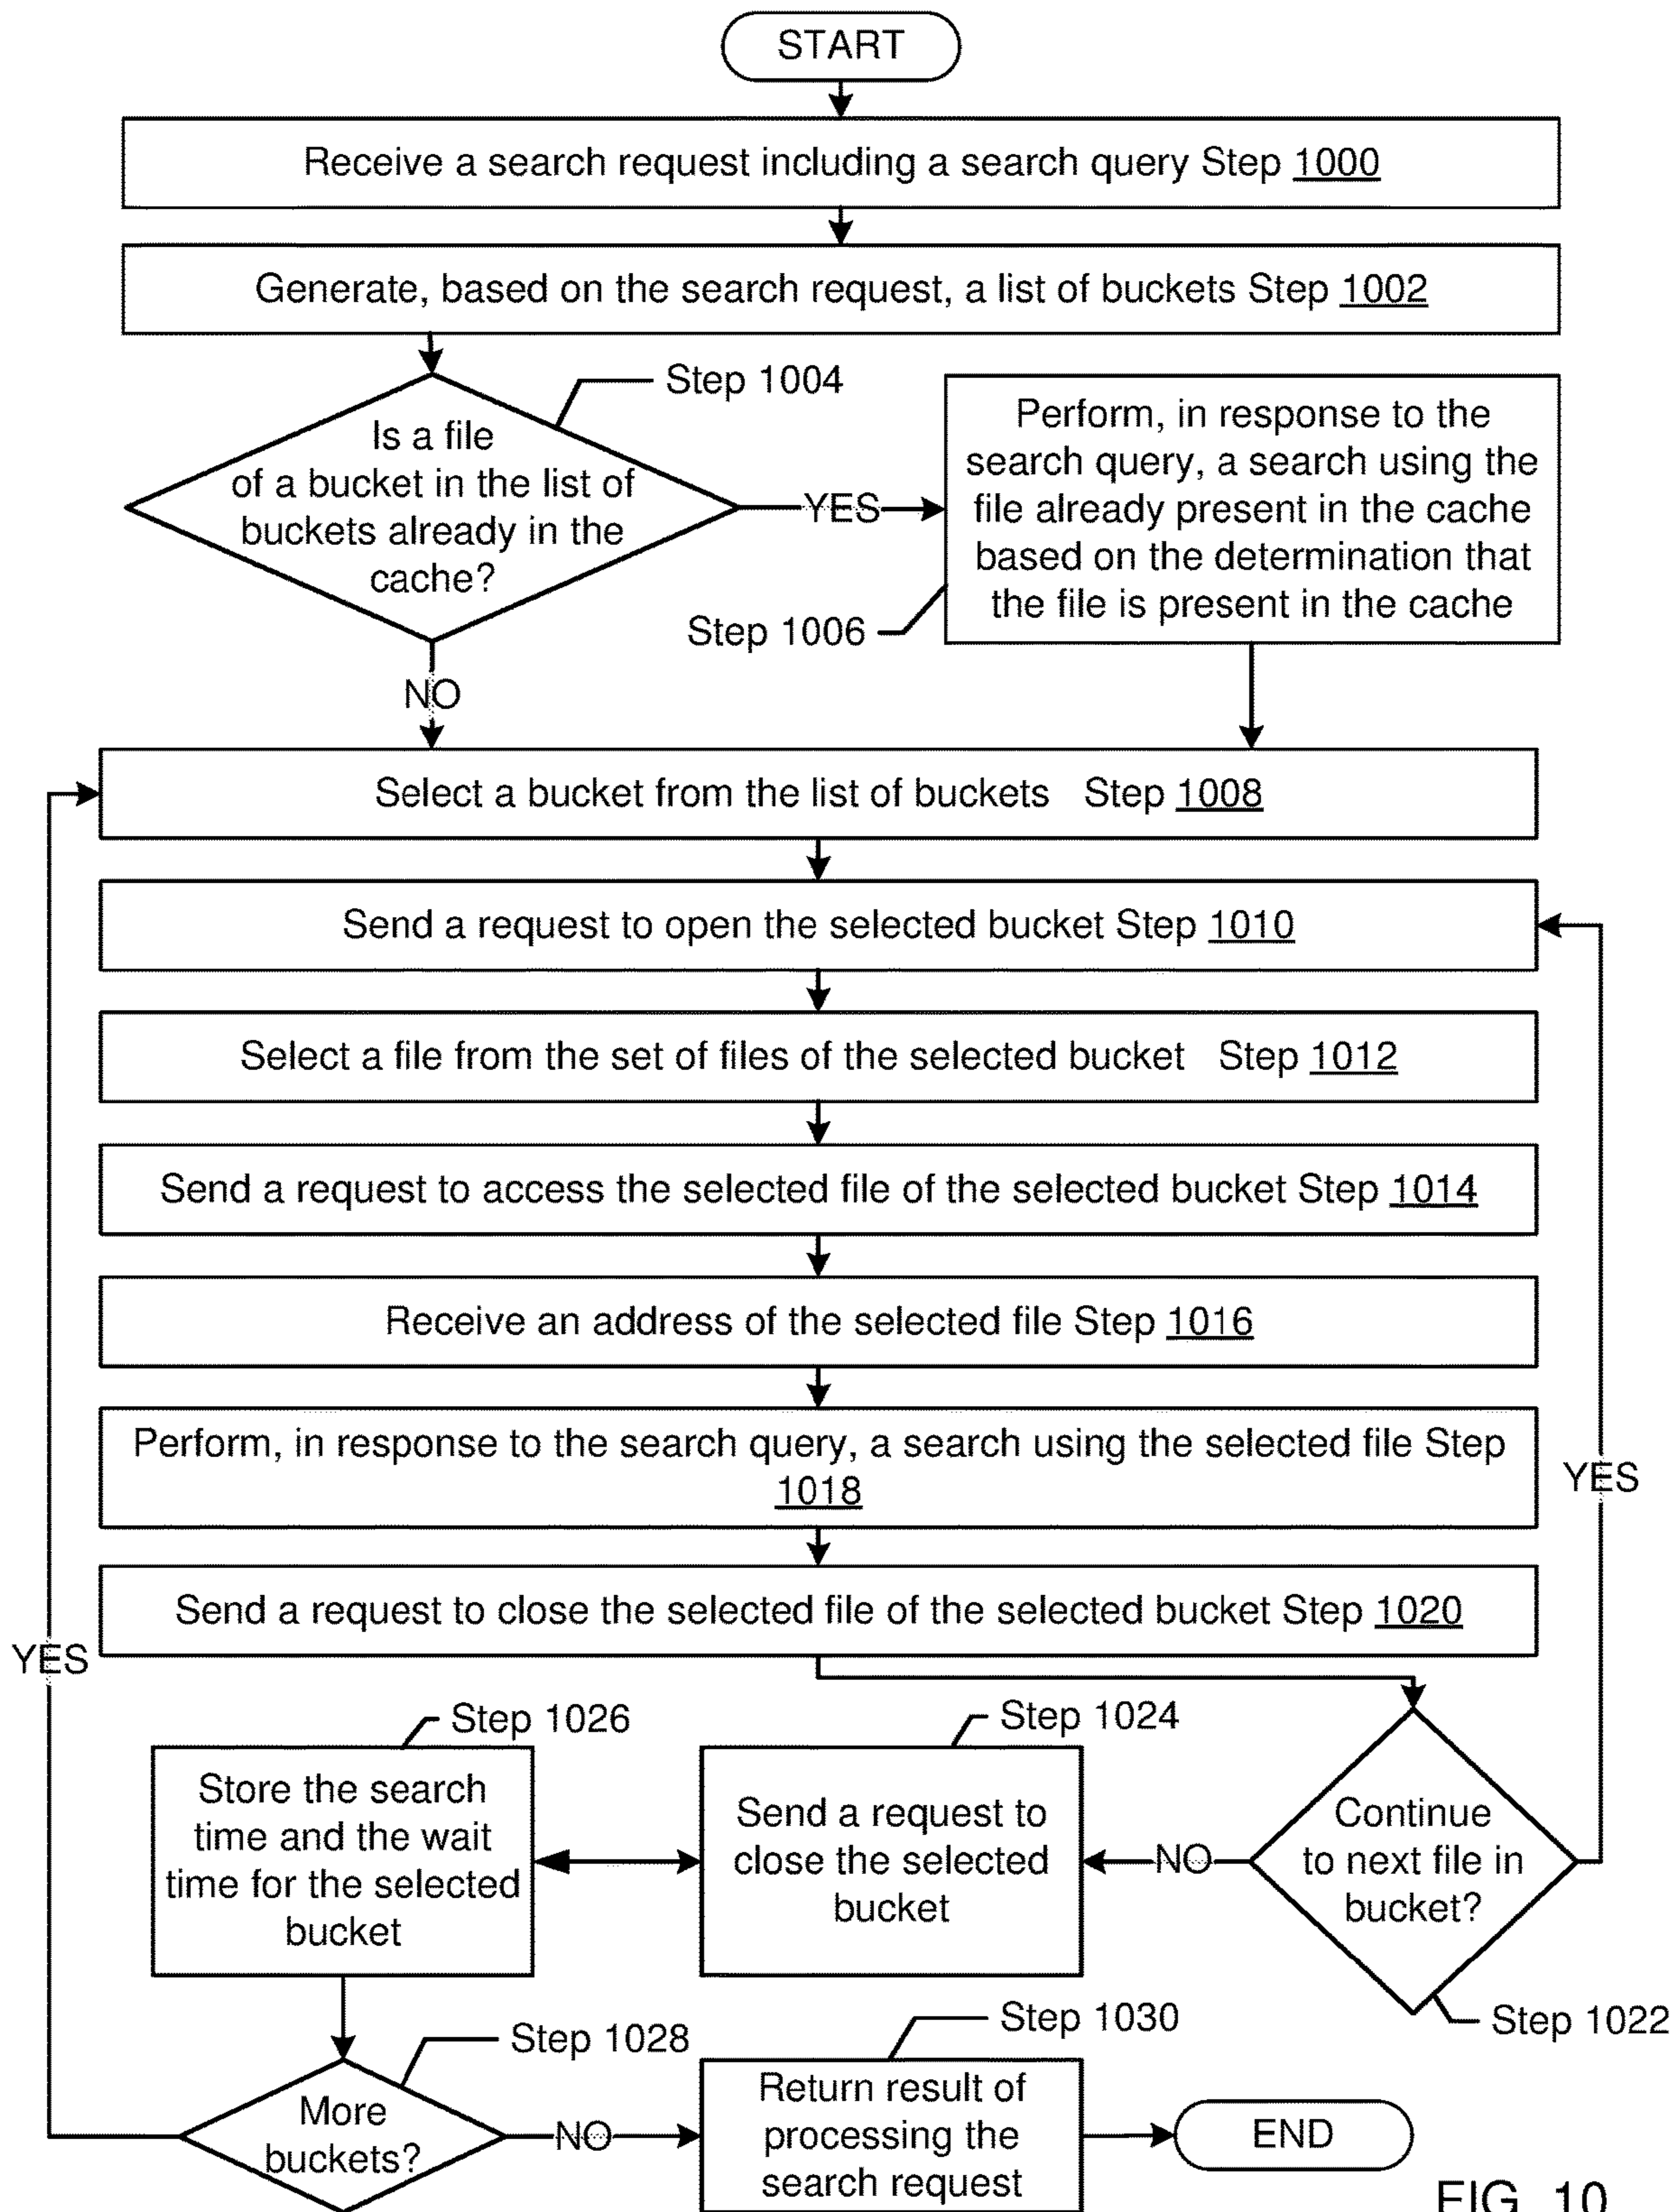 START
Receive a search request including a search query Step 1000
Generate, based on the search request, a list of buckets Step 1002
Step 1004
Is a file
of a bucket in the list of
buckets already in the
cache?
YES
Perform, in response to the
search query, a search using the
file already present in the cache
based on the determination that
the file is present in the cache
Step 1006
NO
Select a bucket from the list of buckets Step 1008
Send a request to open the selected bucket Step 1010
Select a file from the set of files of the selected bucket Step 1012
Send a request to access the selected file of the selected bucket Step 1014
Receive an address of the selected file Step 1016
Perform, in response to the search query, a search using the selected file Step
1018
YES
Send a request to close the selected file of the selected bucket Step 1020
YES
Step 1026
Step 1024
Store the search
time and the wait
time for the selected
bucket
Send a request to
close the selected
bucket
NO
Continue
to next file in
bucket?
Step 1022
Step 1028
Step 1030
More
buckets?
NO
Return result of
processing the
search request
END
FIG. 10